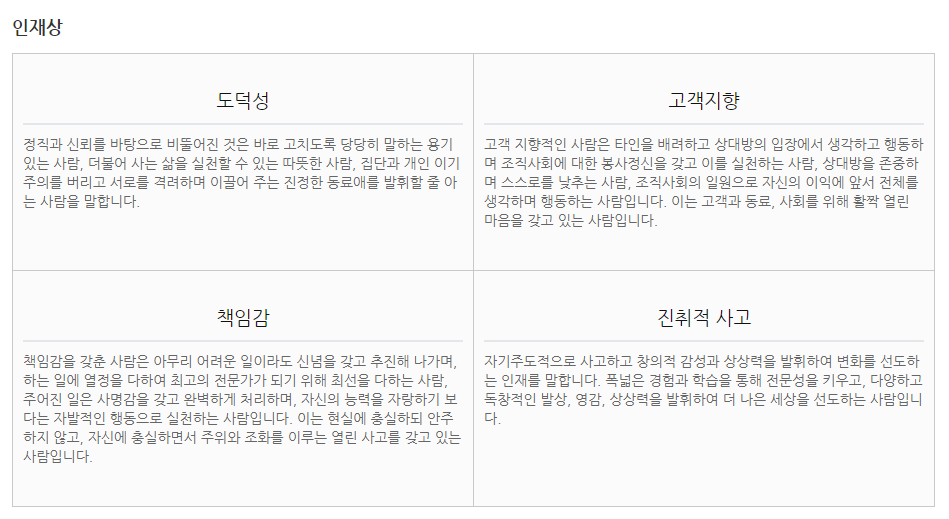 인재상
도덕성
정직과 신뢰를 바탕으로 비뚤어진 것은 바로 고치도록 당당히 말하는 용기
있는 사람, 더불어 사는 삶을 실천할 수 있는 따뜻한 사람, 집단과 개인 이기
주의를 버리고 서로를 격려하며 이끌어 주는 진정한 동료애를 발휘할 줄 아
는 사람을 말합니다.
고객지향
고객 지향적인 사람은 타인을 배려하고 상대방의 입장에서 생각하고 행동하
며 조직사회에 대한 봉사정신을 갖고 이를 실천하는 사람, 상대방을 존중하
며 스스로를 낮추는 사람, 조직사회의 일원으로 자신의 이익에 앞서 전체를
생각하며 행동하는 사람입니다. 이는 고객과 동료, 사회를 위해 활짝 열린
마음을 갖고 있는 사람입니다.
책임감
책임감을 갖춘 사람은 아무리 어려운 일이라도 신념을 갖고 추진해 나가며,
하는 일에 열정을 다하여 최고의 전문가가 되기 위해 최선을 다하는 사람,
주어진 일은 사명감을 갖고 완벽하게 처리하며, 자신의 능력을 자랑하기 보
다는 자발적인 행동으로 실천하는 사람입니다. 이는 현실에 충실하되 안주
하지 않고, 자신에 충실하면서 주위와 조화를 이루는 열린 사고를 갖고 있는
사람입니다.
진취적 사고
자기주도적으로 사고하고 창의적 감성과 상상력을 발휘하여 변화를 선도하
는 인재를 말합니다. 폭넓은 경험과 학습을 통해 전문성을 키우고, 다양하고
독창적인 발상, 영감, 상상력을 발휘하여 더 나은 세상을 선도하는 사람입니
다.